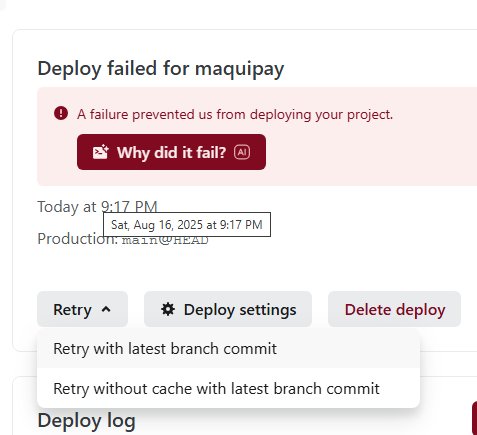 Deploy failed for maquipay
A failure prevented us from deploying your project.
Why did it fail? AI
Today at 9:17 PM
Sat, Aug 16, 2025 at 9:17 PM
Production: main@HEAD
Retry
Deploy settings
Delete deploy
Retry with latest branch commit
Retry without cache with latest branch commit
Deploy log